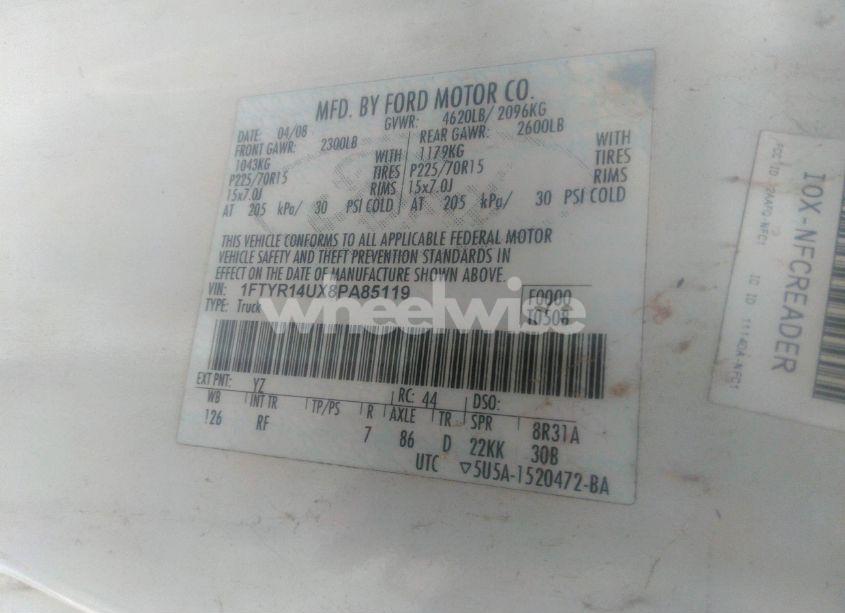 MFD. BY FORD MOTOR CO.
DATE: 04/08 GVWR: 4620LB/ 2096KG
FRONT GAWR: 2300LB REAR GAWR: 2600LB
1043KG WITH 1179KG WITH
P225/70R15 TIRES P225/70R15 TIRES
15x7.0J RIMS 15x7.0J RIMS
AT 205 kPa/ 30 PSI COLD AT 205 kPa/ 30 PSI COLD
THIS VEHICLE CONFORMS TO ALL APPLICABLE FEDERAL MOTOR
VEHICLE SAFETY AND THEFT PREVENTION STANDARDS IN
EFFECT ON THE DATE OF MANUFACTURE SHOWN ABOVE.
VIN: 1FTYR14UX8PA85119 F0000
TYPE: Truck T0508
wheelwise
EXT PNT: YZ RC: 44 DSO:
WB INT TR TP/PS R AXLE TR SPR 8R31A
126 RF 7 86 D 22KK 30B
UTC ▽5U5A-1520472-BA
IOX-NFCREADER